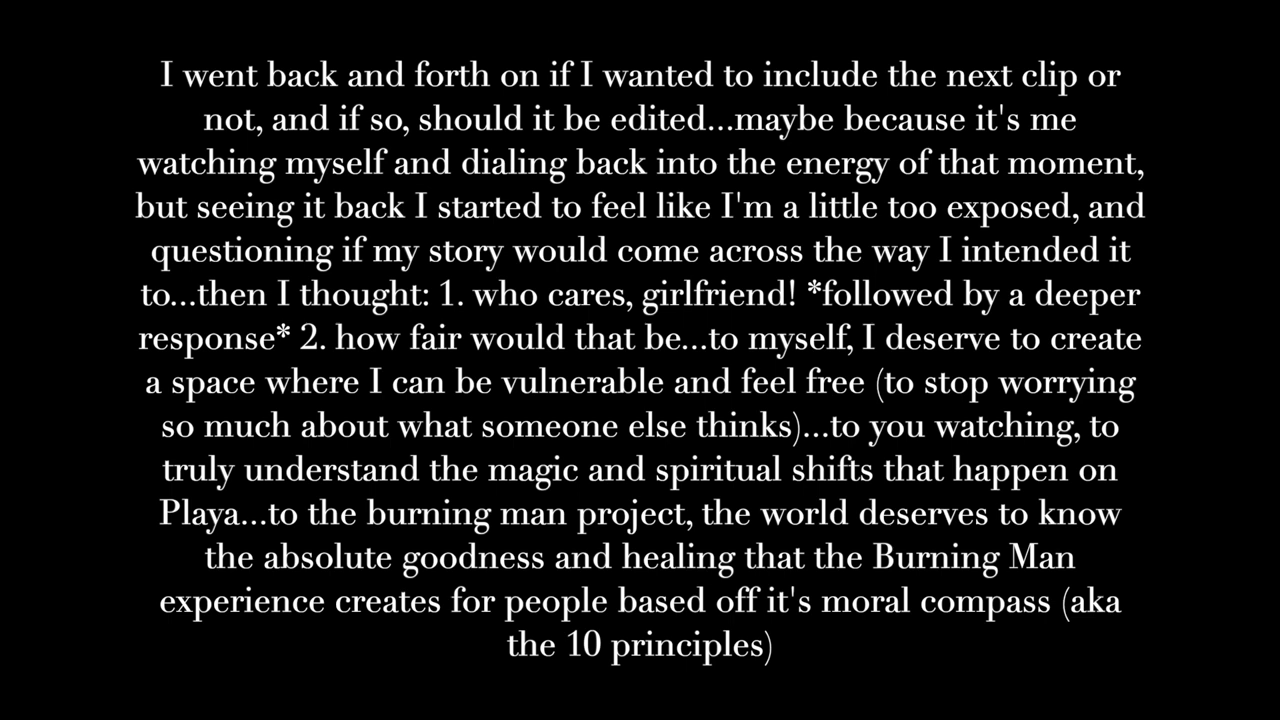 I went back and forth on if I wanted to include the next clip or
not, and if so, should it be edited...maybe because it's me
watching myself and dialing back into the energy of that moment,
but seeing it back I started to feel like I'm a little too exposed, and
questioning if my story would come across the way I intended it
to...then I thought: 1. who cares, girlfriend! *followed by a deeper
response* 2. how fair would that be...to myself, I deserve to create
a space where I can be vulnerable and feel free (to stop worrying
so much about what someone else thinks)...to you watching, to
truly understand the magic and spiritual shifts that happen on
Playa...to the burning man project, the world deserves to know
the absolute goodness and healing that the Burning Man
experience creates for people based off it's moral compass (aka
the 10 principles)